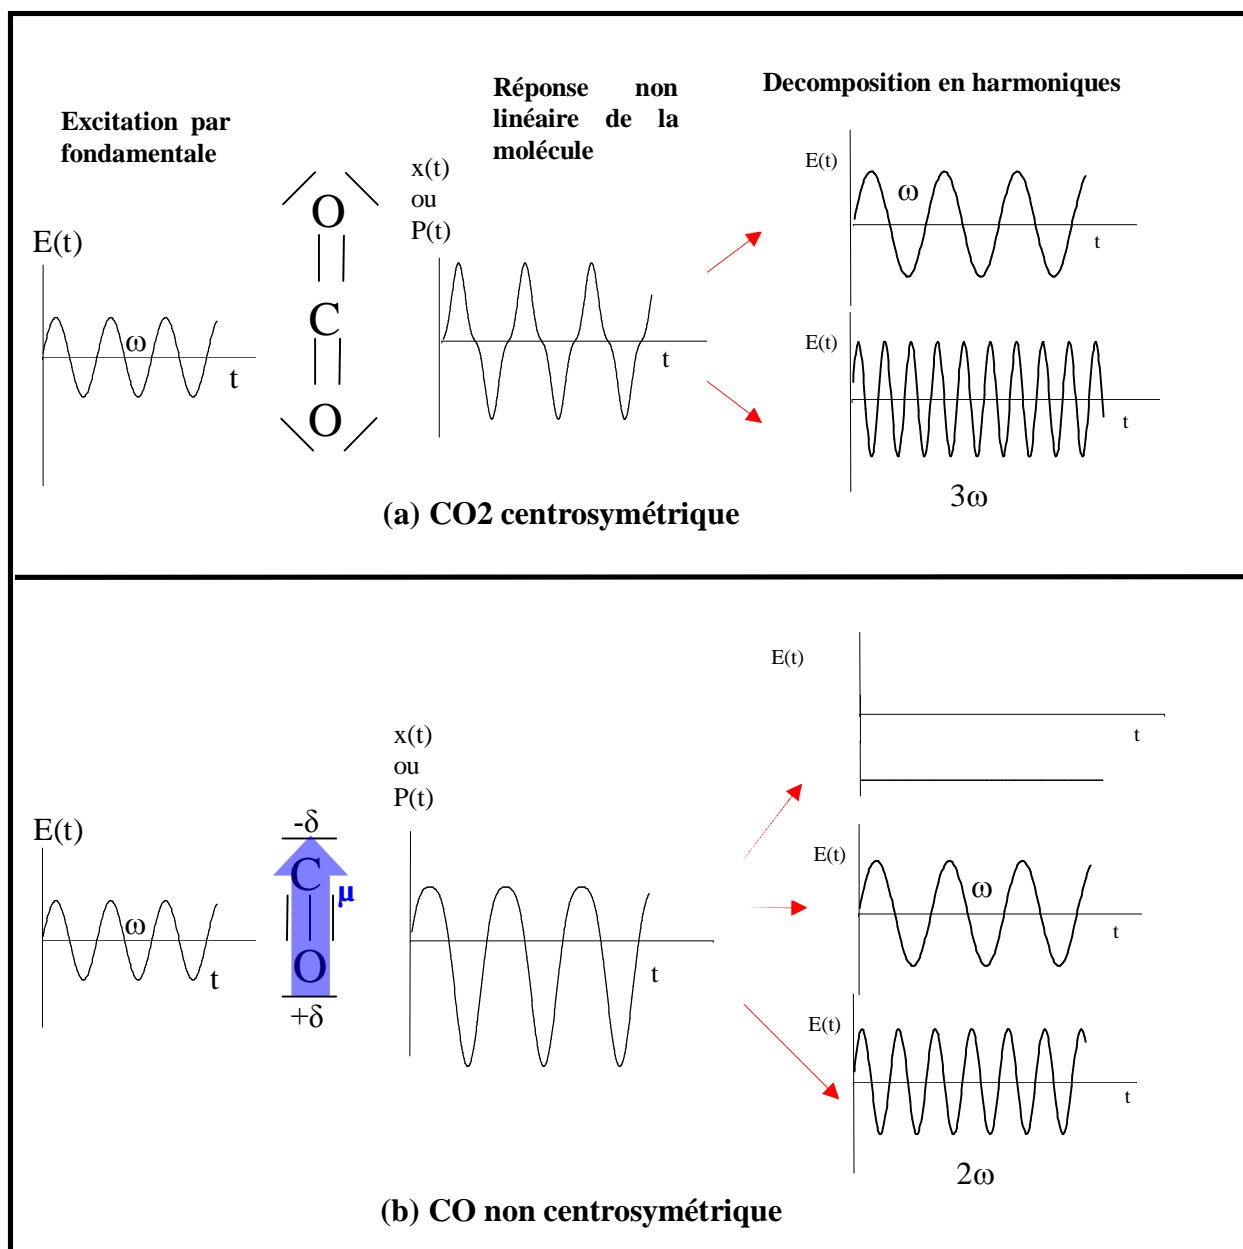 Excitation par
fondamentale
Réponse non
linéaire de la
molécule
Decomposition en harmoniques
E(t)
ω
t
O
C
O
x(t)
ou
P(t)
t
E(t)
ω
t
E(t)
t
3ω
(a) CO2 centrosymétrique
E(t)
ω
t
-δ
C
μ
O
+δ
x(t)
ou
P(t)
t
E(t)
t
E(t)
ω
t
E(t)
t
2ω
(b) CO non centrosymétrique